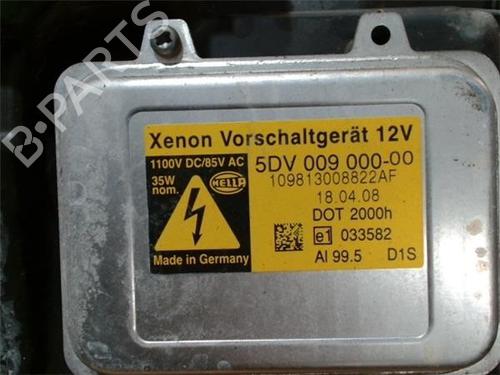 B-PARTS
Xenon Vorschaltgerät 12V
1100V DC/85V AC
5DV 009 000-00
35W
nom.
HELLA
109813008822AF
18.04.08
DOT 2000h
e1 033582
Made in Germany
Al 99.5 D1S